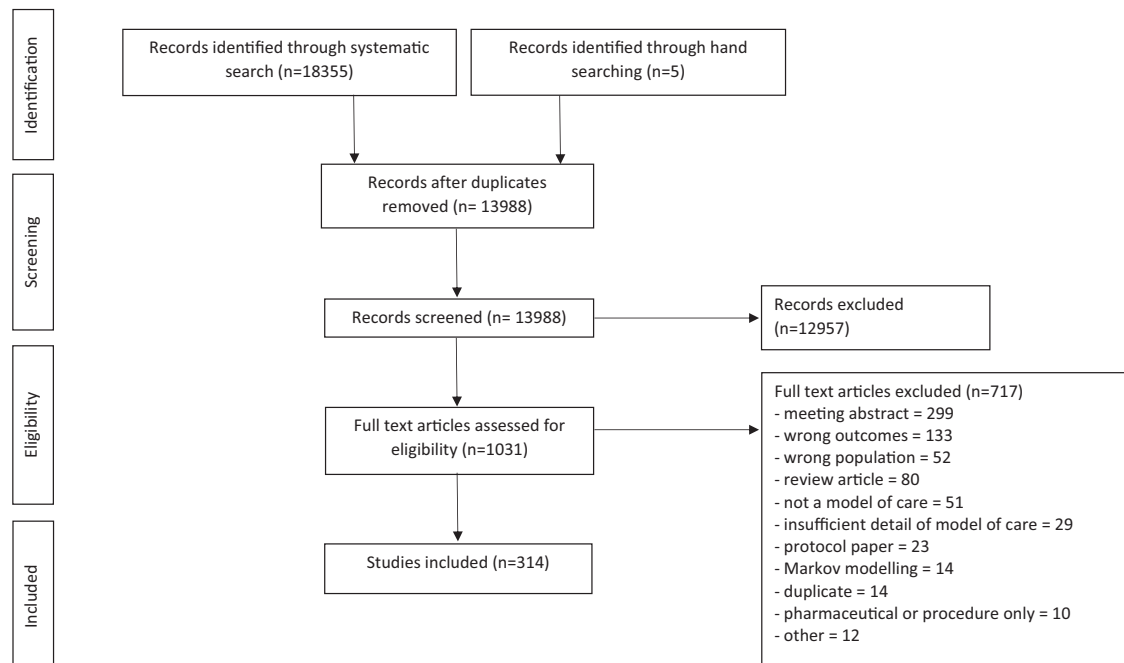 Identification
Records identified through systematic
search (n=18355)
Records identified through hand
searching (n=5)
Screening
Records after duplicates
removed (n= 13988)
Records screened (n= 13988)
Records excluded
(n=12957)
Eligibility
Full text articles assessed for
eligibility (n=1031)
Full text articles excluded (n=717)
- meeting abstract = 299
- wrong outcomes = 133
- wrong population = 52
- review article = 80
- not a model of care = 51
- insufficient detail of model of care = 29
- protocol paper = 23
- Markov modelling = 14
- duplicate = 14
- pharmaceutical or procedure only = 10
- other = 12
Included
Studies included (n=314)